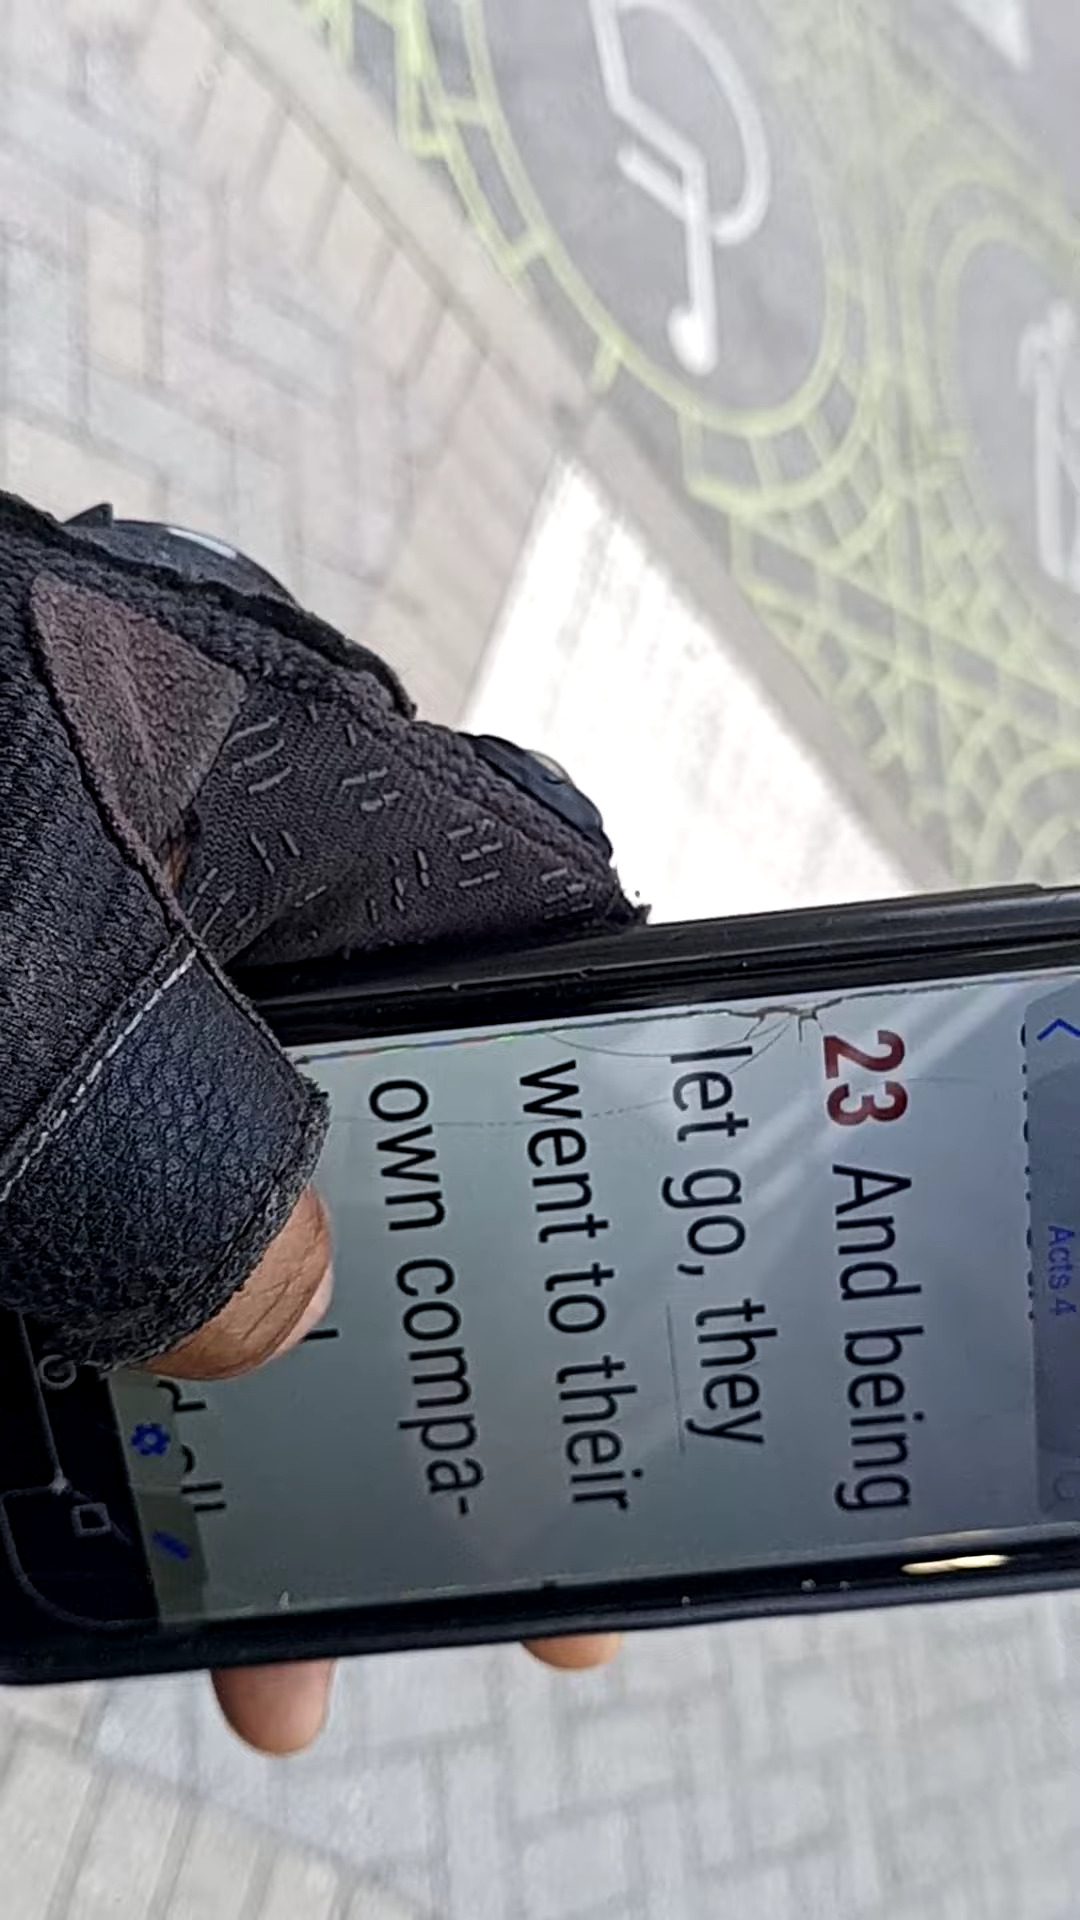 Acts 4
23 And being
let go, they
went to their
own compa-